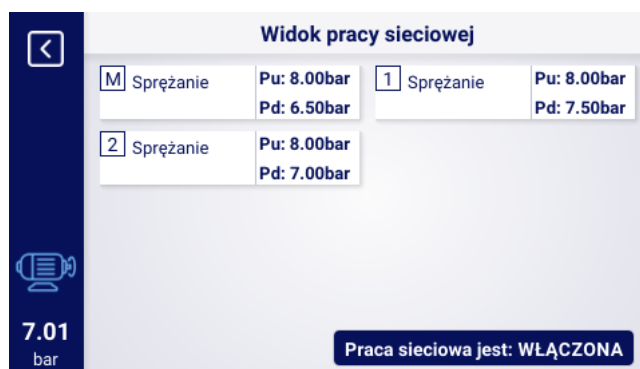 Widok pracy sieciowej
M Sprężanie Pu: 8.00bar
Pd: 6.50bar
1 Sprężanie Pu: 8.00bar
Pd: 7.50bar
2 Sprężanie Pu: 8.00bar
Pd: 7.00bar
7.01
bar
Praca sieciowa jest: WŁĄCZONA